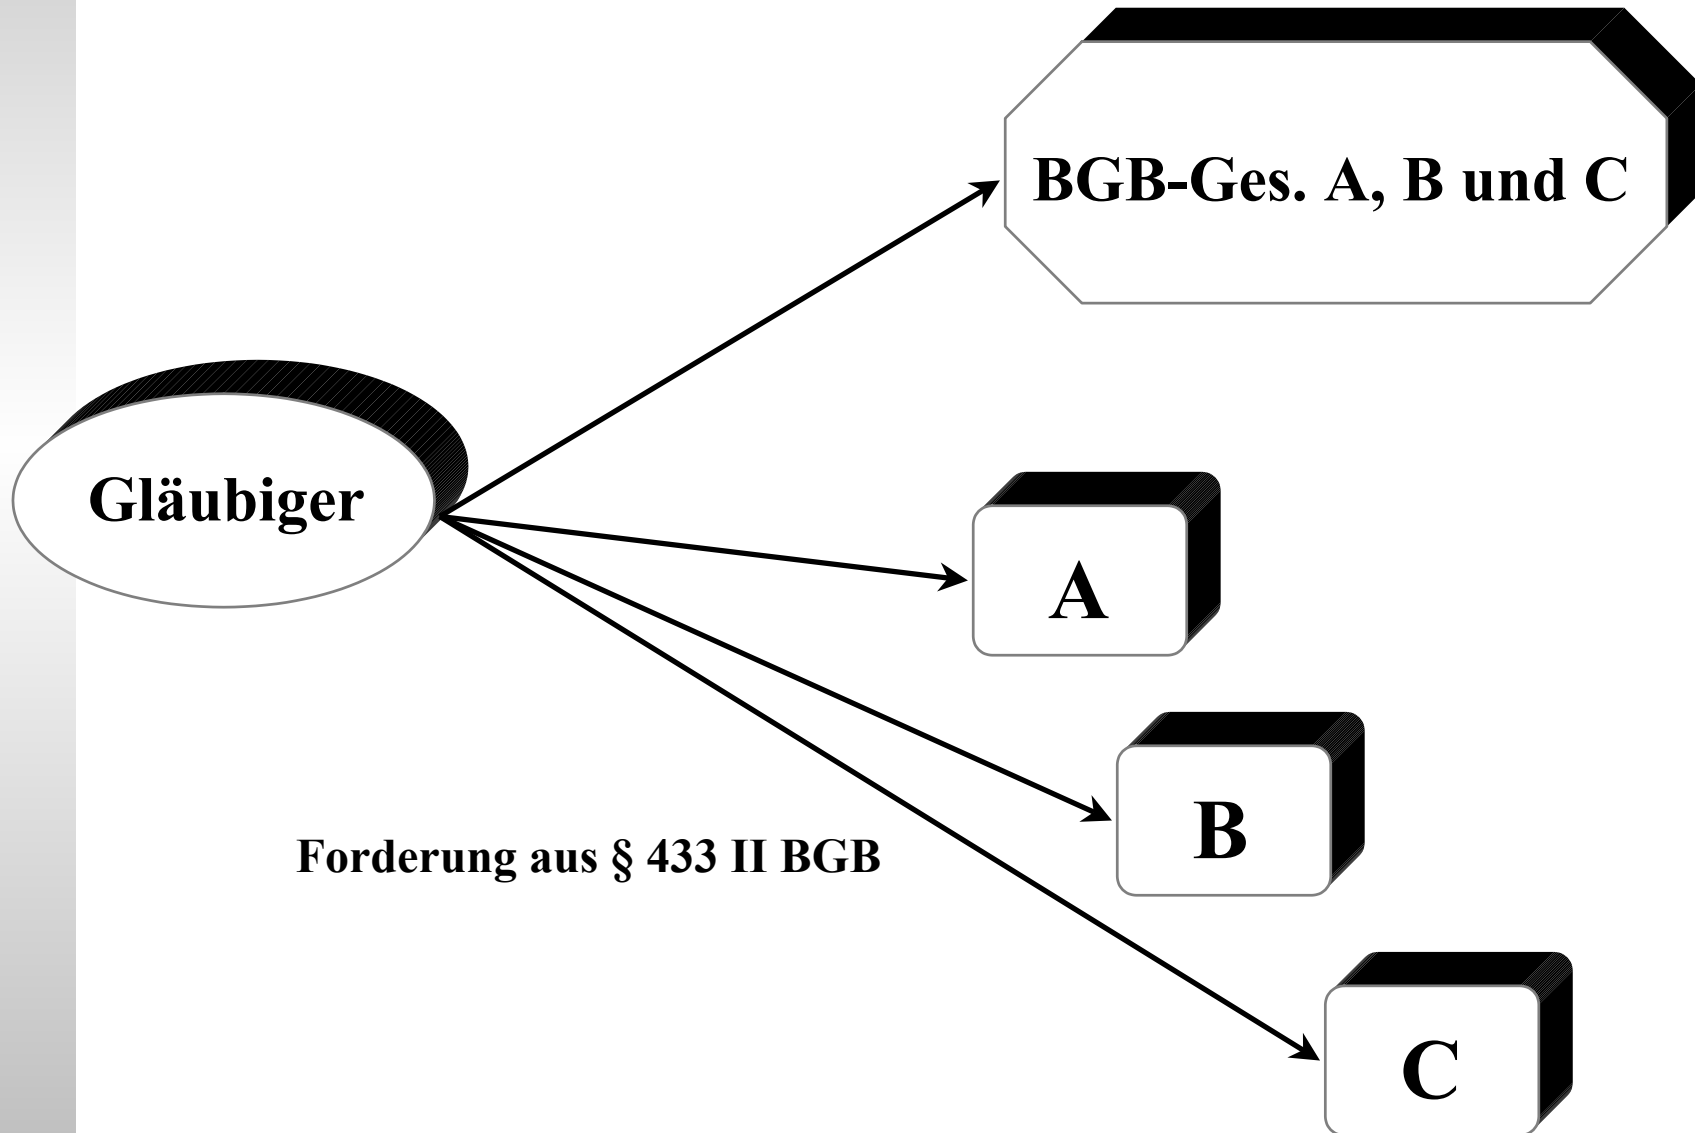 BGB-Ges. A, B und C
Gläubiger
A
B
Forderung aus § 433 II BGB
C